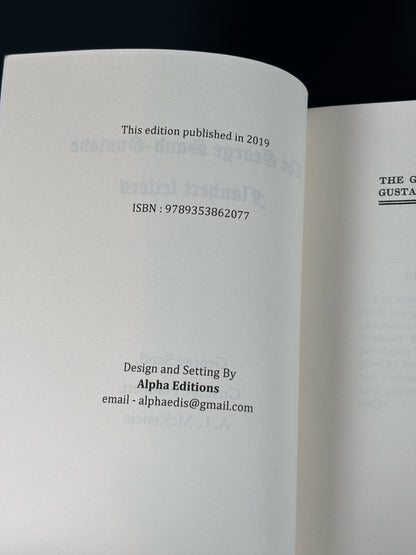 This edition published in 2019
ISBN : 9789353862077
Design and Setting By
Alpha Editions
email - alphaedis@gmail.com
THE G
GUSTA